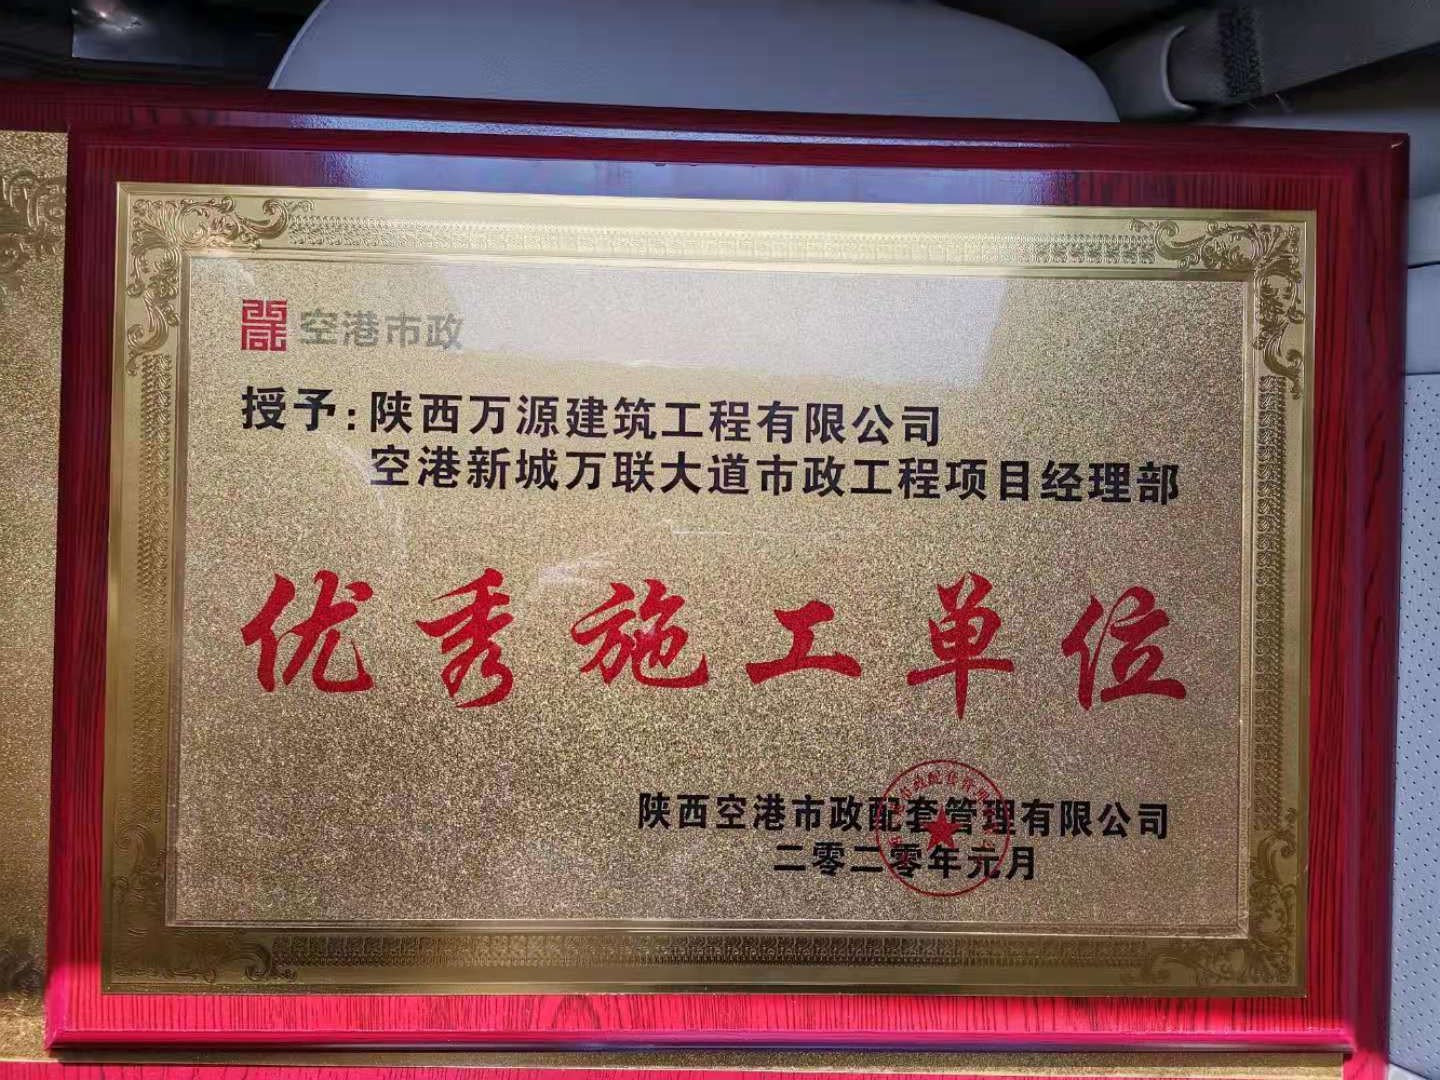 空港市政
授予:陕西万源建筑工程有限公司
空港新城万联大道市政工程项目经理部
优秀施工单位
陕西空港市政配套管理有限公司
二零二零年元月